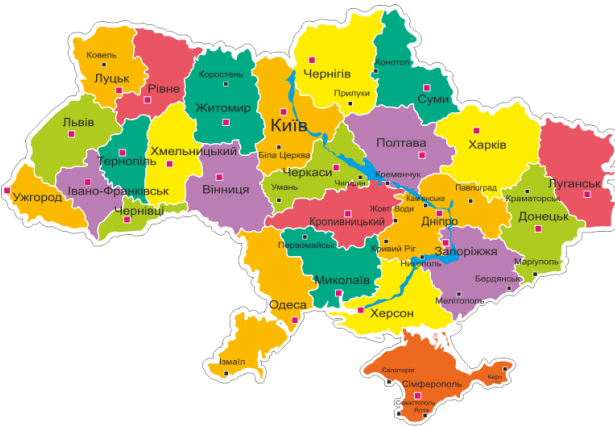 Ковель
Луцьк
Рівне
Коростень
Житомир
Чернігів
Конотоп
Суми
Прилуки
Київ
Біла Церква
Львів
Тернопіль
Хмельницький
Вінниця
Черкаси
Умань
Чигирин
Полтава
Кременчук
Харків
Ужгород
Івано-Франківськ
Чернівці
Кропивницький
Жовті Води
Кам'янське
Павлоград
Дніпро
Краматорськ
Луганськ
Донецьк
Первомайськ
Кривий Ріг
Нікополь
Запоріжжя
Маріуполь
Бердянськ
Мелітополь
Миколаїв
Одеса
Херсон
Ізмаїл
Євпаторія
Сімферополь
Керч
Севастополь
Ялта